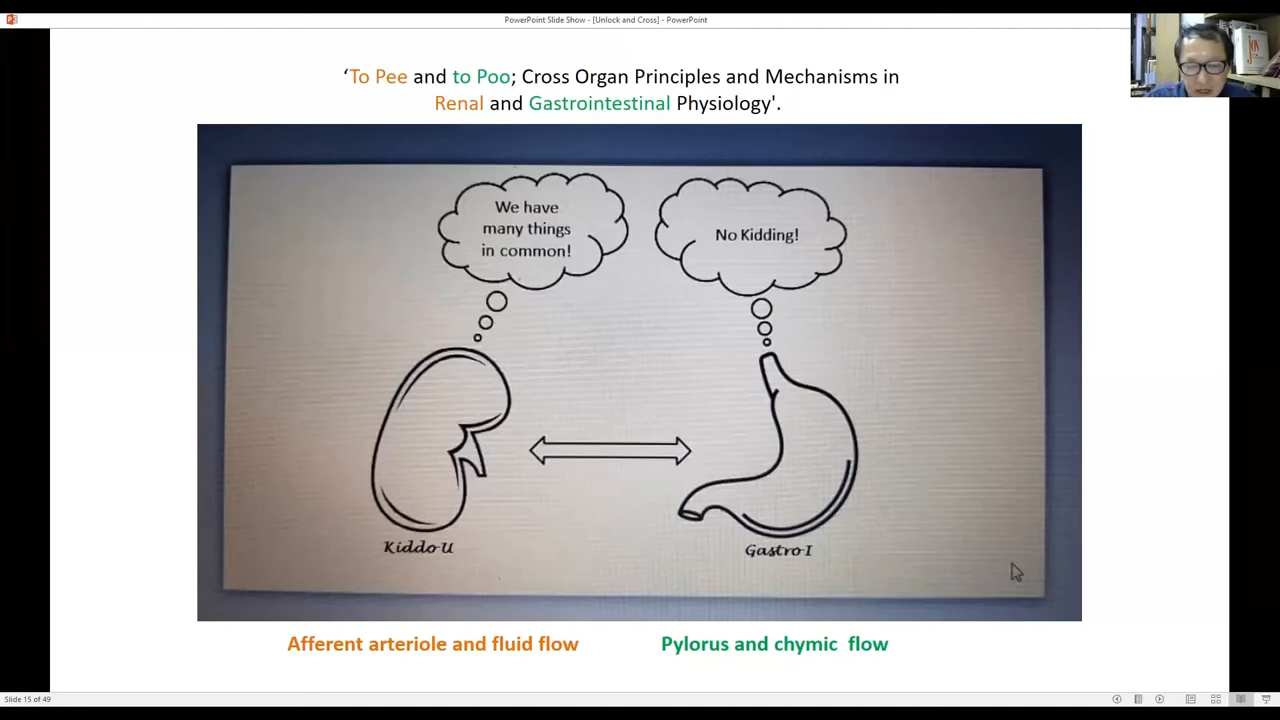 PowerPoint Slide Show - [Unlock and Cross] - PowerPoint
‘To Pee and to Poo; Cross Organ Principles and Mechanisms in
Renal and Gastrointestinal Physiology'.
We have
many things
in common!
No Kidding!
Kiddo U
Gastro I
Afferent arteriole and fluid flow
Pylorus and chymic flow
Slide 15 of 49